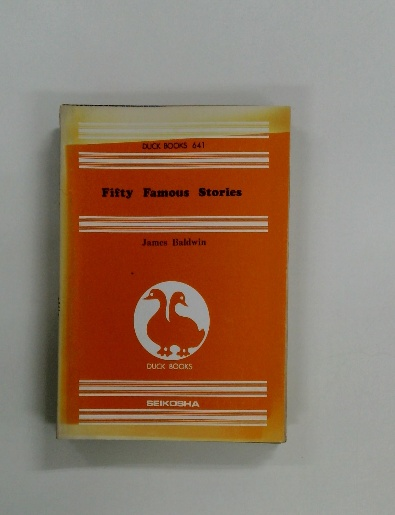 DUCK BOOKS 641
Fifty Famous Stories
James Baldwin
DUCK BOOKS
SEIKOSHA